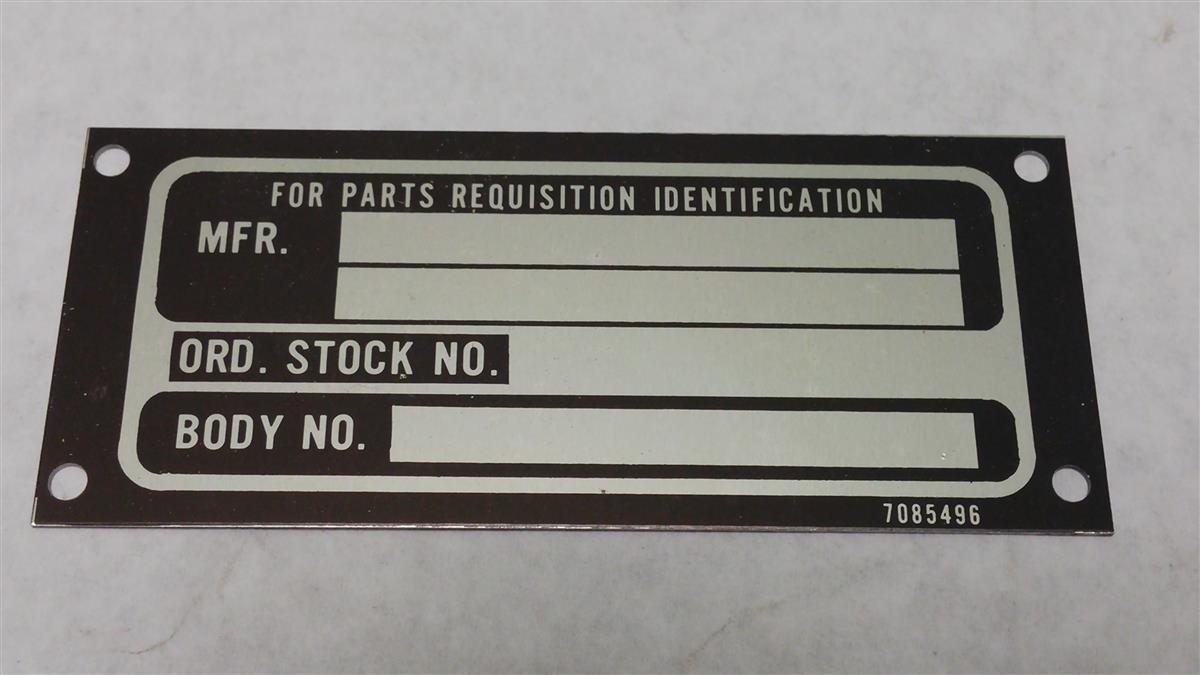 FOR PARTS REQUISITION IDENTIFICATION
MFR.
ORD. STOCK NO.
BODY NO.
7085496